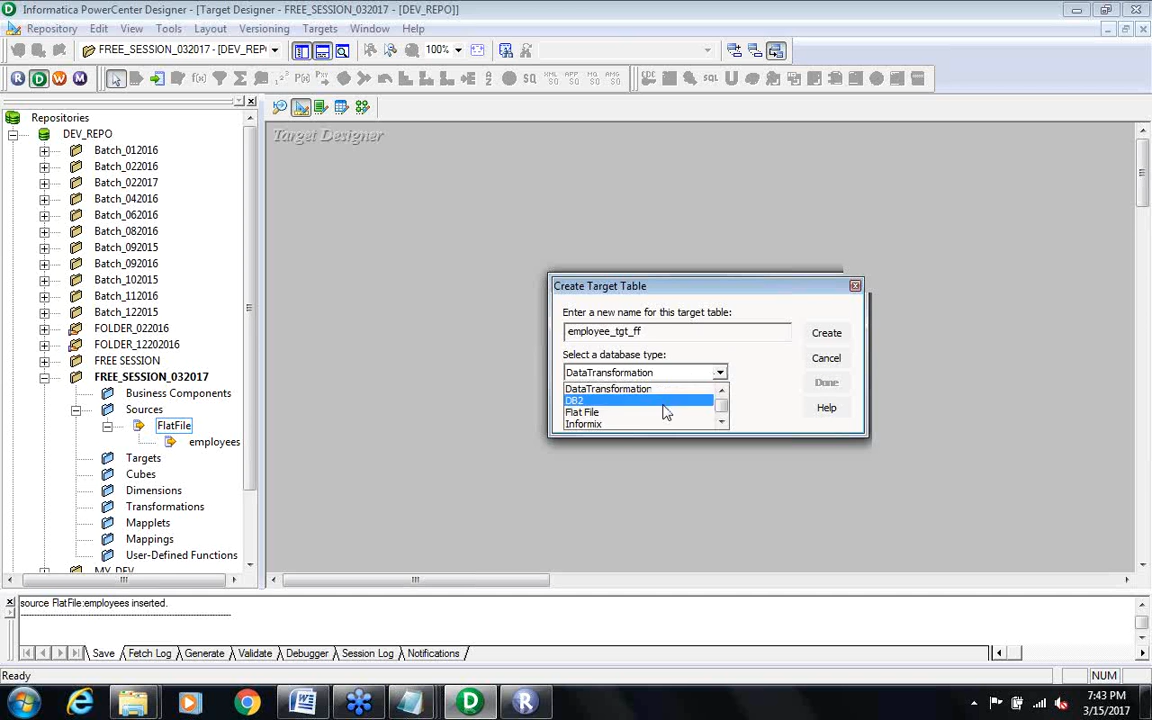 Informatica PowerCenter Designer - [Target Designer - FREE_SESSION_032017 - [DEV_REPO]]
Repository Edit View Tools Layout Versioning Targets Window Help
FREE_SESSION_032017 - [DEV_REP( 100%
Target Designer
Repositories
DEV_REPO
Batch_012016
Batch_022016
Batch_022017
Batch_042016
Batch_062016
Batch_082016
Batch_092015
Batch_092016
Batch_102015
Batch_112016
Batch_122015
FOLDER_022016
FOLDER_12202016
FREE SESSION
FREE_SESSION_032017
Business Components
Sources
FlatFile
employees
Targets
Cubes
Dimensions
Transformations
Mapplets
Mappings
User-Defined Functions
MY_DEV
Create Target Table
Enter a new name for this target table:
employee_tgt_ff
Create
Select a database type:
Cancel
DataTransformation
Done
DataTransformation
DB2
Help
Flat File
Informix
source FlatFile:employees inserted.
Save Fetch Log Generate Validate Debugger Session Log Notifications
Ready NUM
7:43 PM
3/15/2017